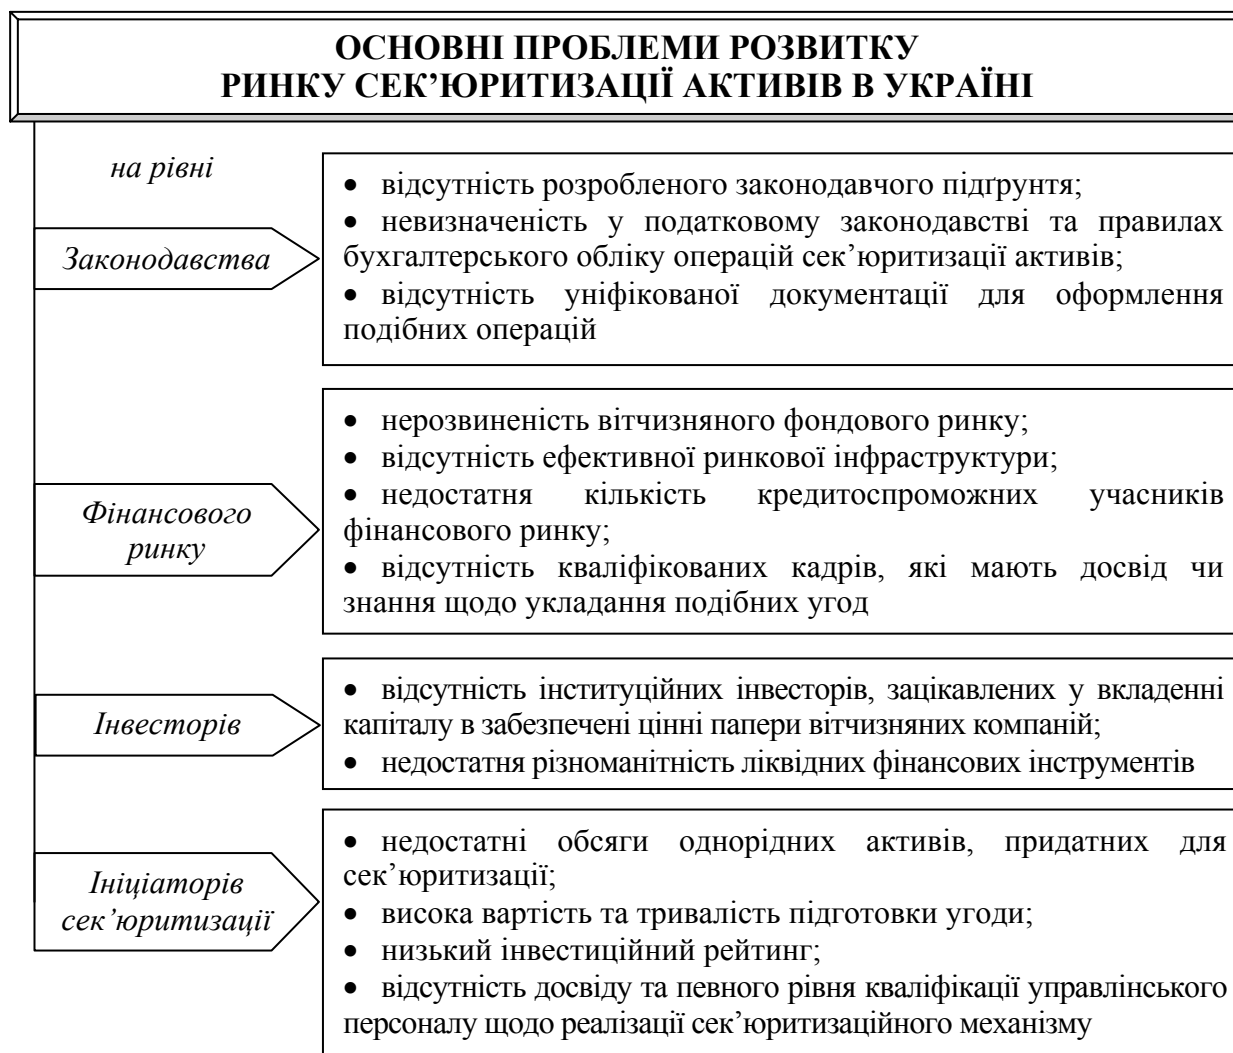 ОСНОВНІ ПРОБЛЕМИ РОЗВИТКУ
РИНКУ СЕК’ЮРИТИЗАЦІЇ АКТИВІВ В УКРАЇНІ
на рівні
Законодавства
• відсутність розробленого законодавчого підґрунтя;
• невизначеність у податковому законодавстві та правилах
бухгалтерського обліку операцій сек’юритизації активів;
• відсутність уніфікованої документації для оформлення
подібних операцій
Фінансового
ринку
• нерозвиненість вітчизняного фондового ринку;
• відсутність ефективної ринкової інфраструктури;
• недостатня кількість кредитоспроможних учасників
фінансового ринку;
• відсутність кваліфікованих кадрів, які мають досвід чи
знання щодо укладання подібних угод
Інвесторів
• відсутність інституційних інвесторів, зацікавлених у вкладенні
капіталу в забезпечені цінні папери вітчизняних компаній;
• недостатня різноманітність ліквідних фінансових інструментів
Ініціаторів
сек’юритизації
• недостатні обсяги однорідних активів, придатних для
сек’юритизації;
• висока вартість та тривалість підготовки угоди;
• низький інвестиційний рейтинг;
• відсутність досвіду та певного рівня кваліфікації управлінського
персоналу щодо реалізації сек’юритизаційного механізму